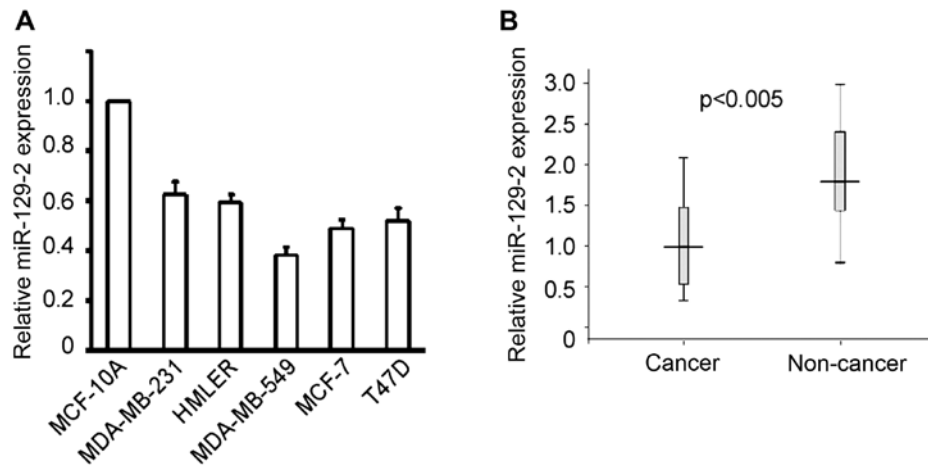 A
Relative miR-129-2 expression
1.0
0.8
0.6
0.4
0.2
0
MCF-10A
MDA-MB-231
HMLER
MDA-MB-549
MCF-7
T47D
B
Relative miR-129-2 expression
3.0
2.0
1.5
1.0
0.5
0
p<0.005
Cancer
Non-cancer